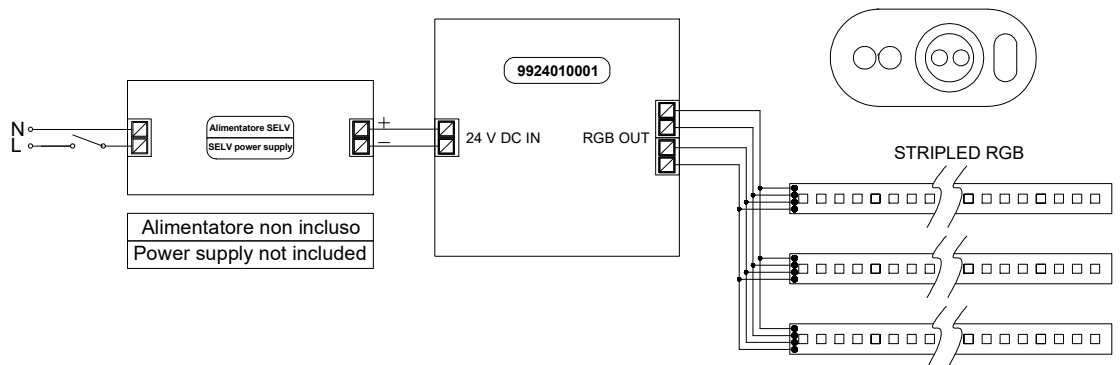 N
L
Alimentatore SELV
SELV power supply
+
−
Alimentatore non incluso
Power supply not included
9924010001
24 V DC IN
RGB OUT
STRIPLED RGB